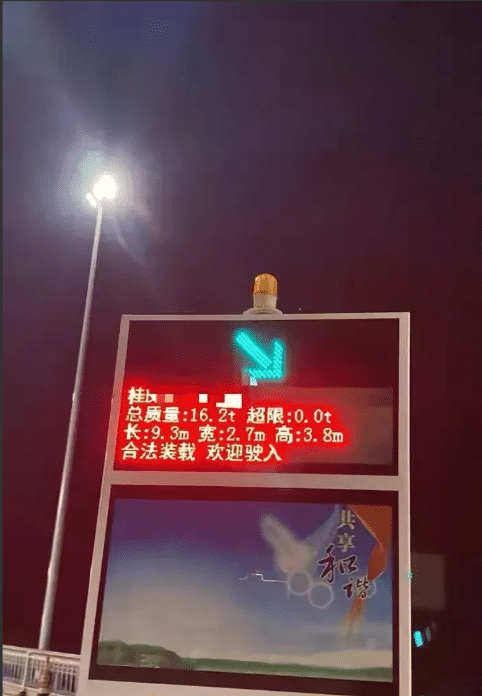 桂
总质量:16.2t 超限:0.0t
长:9.3m 宽:2.7m 高:3.8m
合法装载 欢迎驶入
共享
和谐